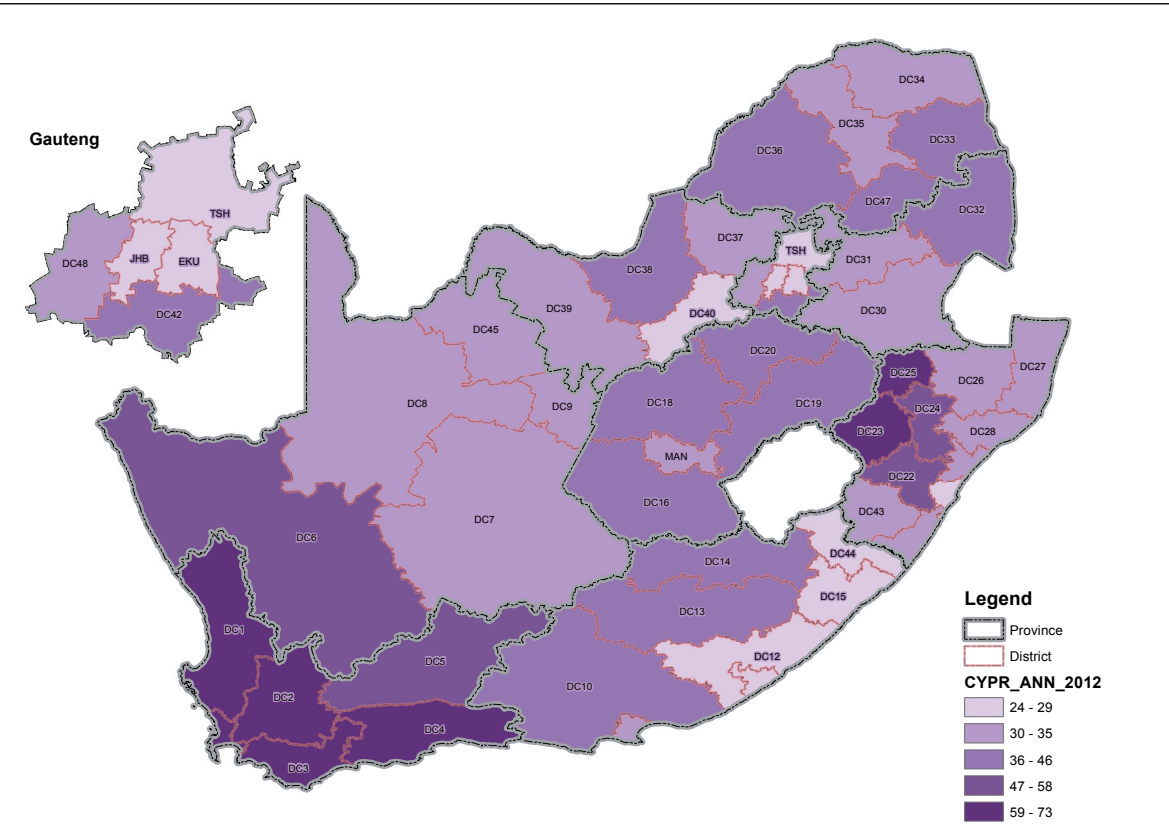 Gauteng
TSH
JHB
EKU
DC48
DC42
DC34
DC35
DC33
DC36
DC47
DC32
DC37
TSH
DC31
DC38
DC30
DC40
DC39
DC45
DC20
DC25
DC26
DC27
DC8
DC9
DC18
DC19
DC24
DC23
DC28
MAN
DC22
DC16
DC43
DC7
DC6
DC14
DC44
DC15
DC13
DC1
DC12
DC5
DC10
DC2
DC4
DC3
Legend
Province
District
CYPR_ANN_2012
24 - 29
30 - 35
36 - 46
47 - 58
59 - 73